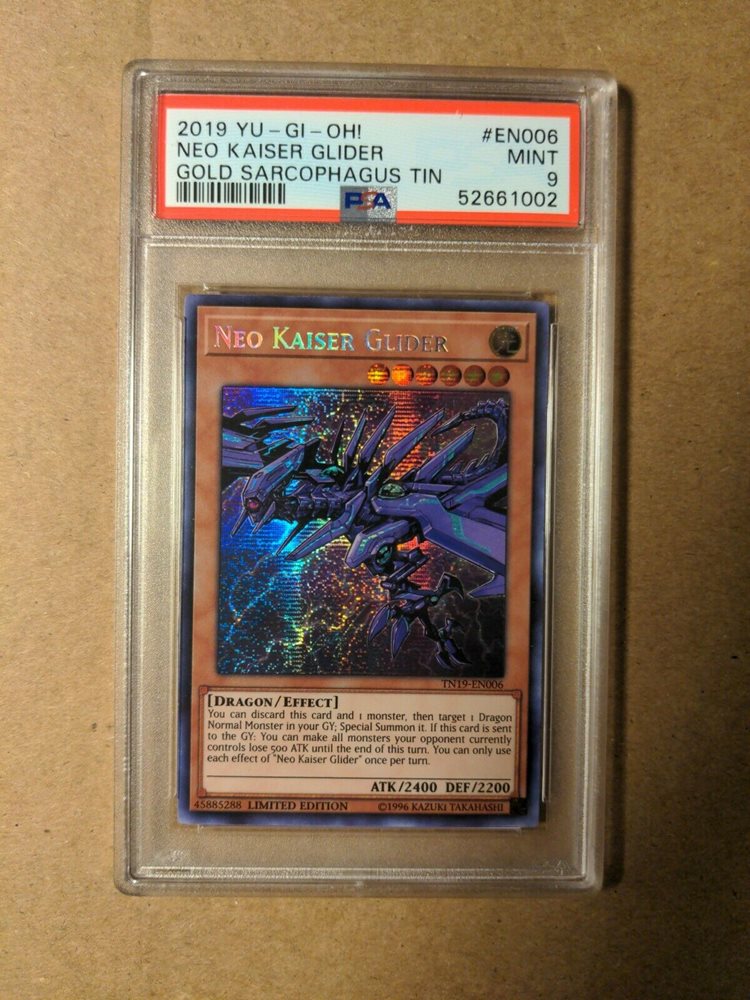 2019 YU-GI-OH! #EN006
NEO KAISER GLIDER MINT
GOLD SARCOPHAGUS TIN 9
PSA 52661002
NEO KAISER GLIDER
TN19-EN006
[DRAGON/EFFECT]
You can discard this card and 1 monster, then target 1 Dragon
Normal Monster in your GY; Special Summon it. If this card is sent
to the GY: You can make all monsters your opponent currently
controls lose 500 ATK until the end of this turn. You can only use
each effect of "Neo Kaiser Glider" once per turn.
ATK/2400 DEF/2200
45885288 LIMITED EDITION ©1996 KAZUKI TAKAHASHI